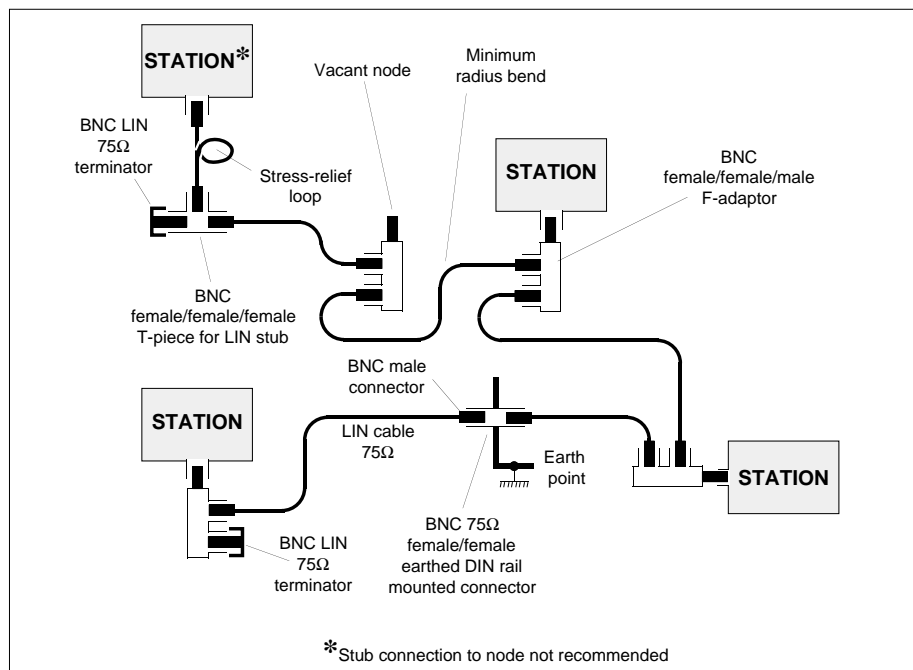 STATION*
Vacant node
Minimum
radius bend
BNC LIN
75Ω
terminator
Stress-relief
loop
STATION
BNC
female/female/male
F-adaptor
BNC
female/female/female
T-piece for LIN stub
BNC male
connector
STATION
LIN cable
75Ω
Earth
point
STATION
BNC LIN
75Ω
terminator
BNC 75Ω
female/female
earthed DIN rail
mounted connector
*Stub connection to node not recommended